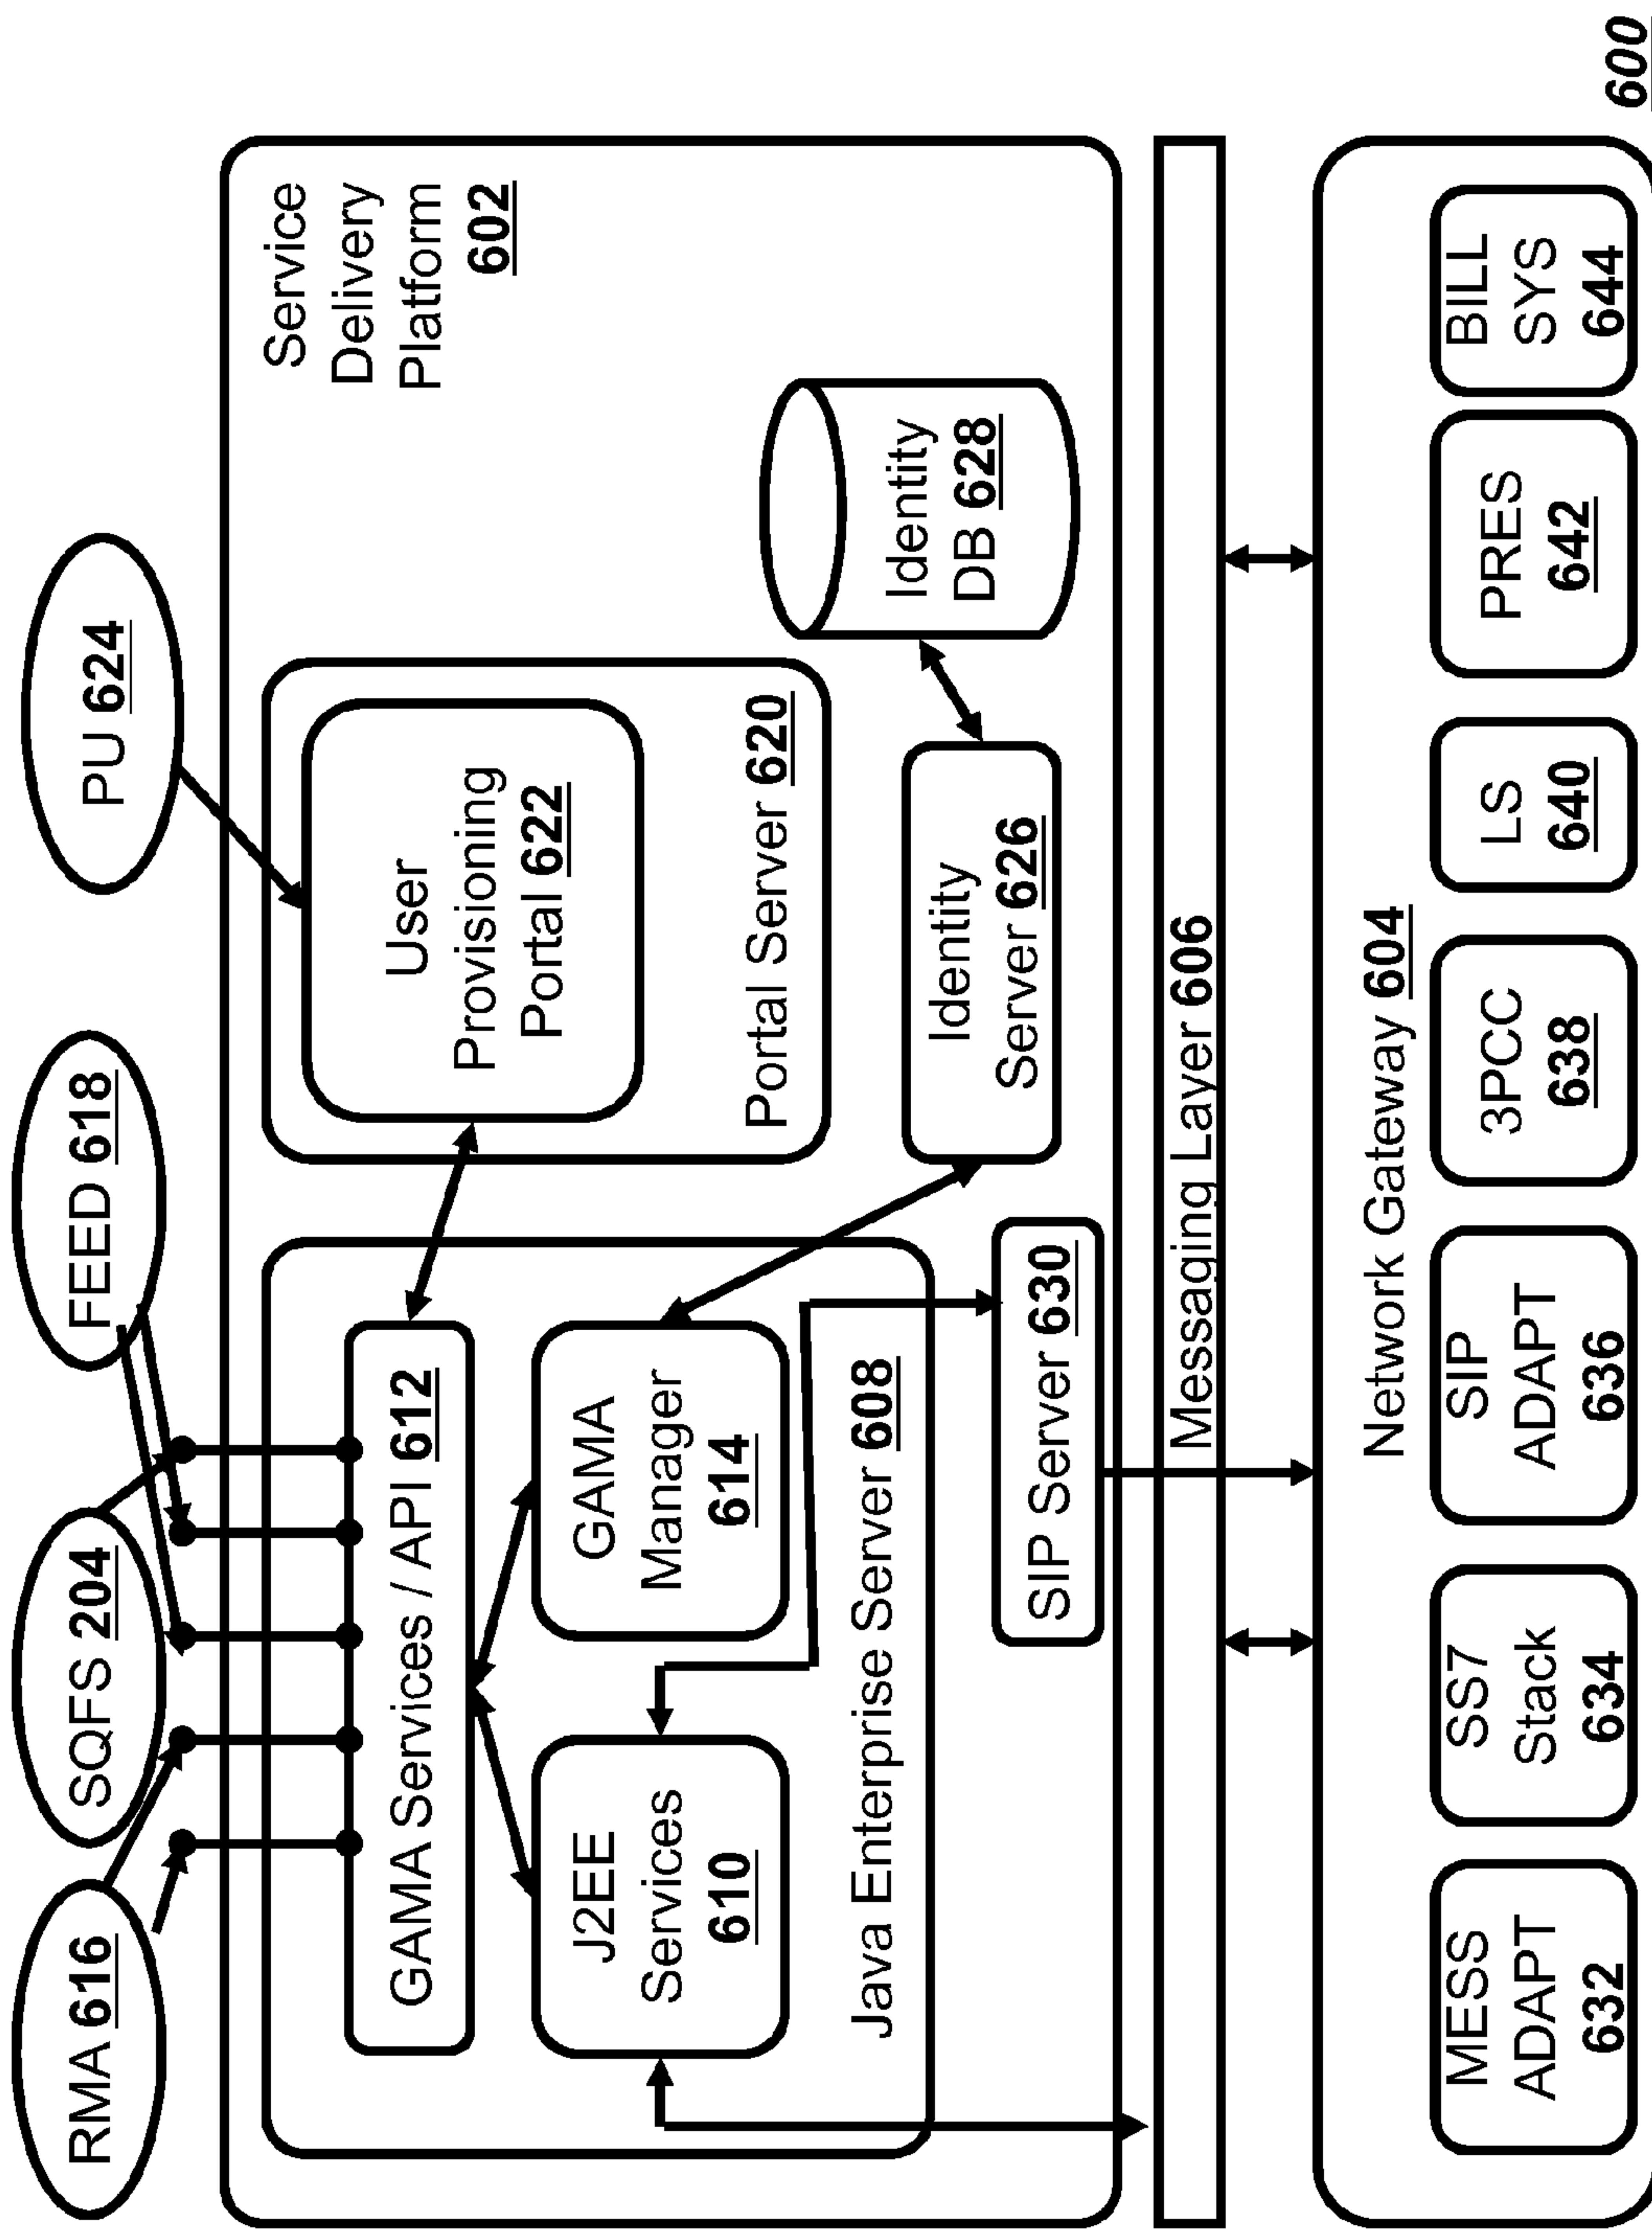 RMA 616
SQFS 204
FEED 618
PU 624
Service
Delivery
Platform
602
GAMA Services / API 612
J2EE
Services
610
GAMA
Manager
614
Java Enterprise Server 608
User
Provisioning
Portal 622
Portal Server 620
Identity
Server 626
Identity
DB 628
SIP Server 630
Messaging Layer 606
Network Gateway 604
MESS
ADAPT
632
SS7
Stack
634
SIP
ADAPT
636
3PCC
638
LS
640
PRES
642
BILL
SYS
644
600